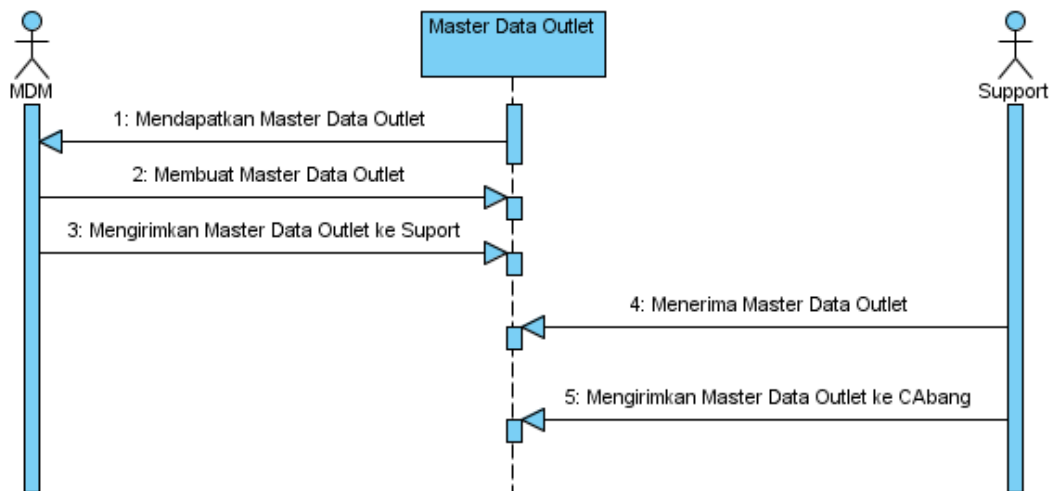 Master Data Outlet
MDM
Support
1: Mendapatkan Master Data Outlet
2: Membuat Master Data Outlet
3: Mengirimkan Master Data Outlet ke Suport
4: Menerima Master Data Outlet
5: Mengirimkan Master Data Outlet ke CAbang